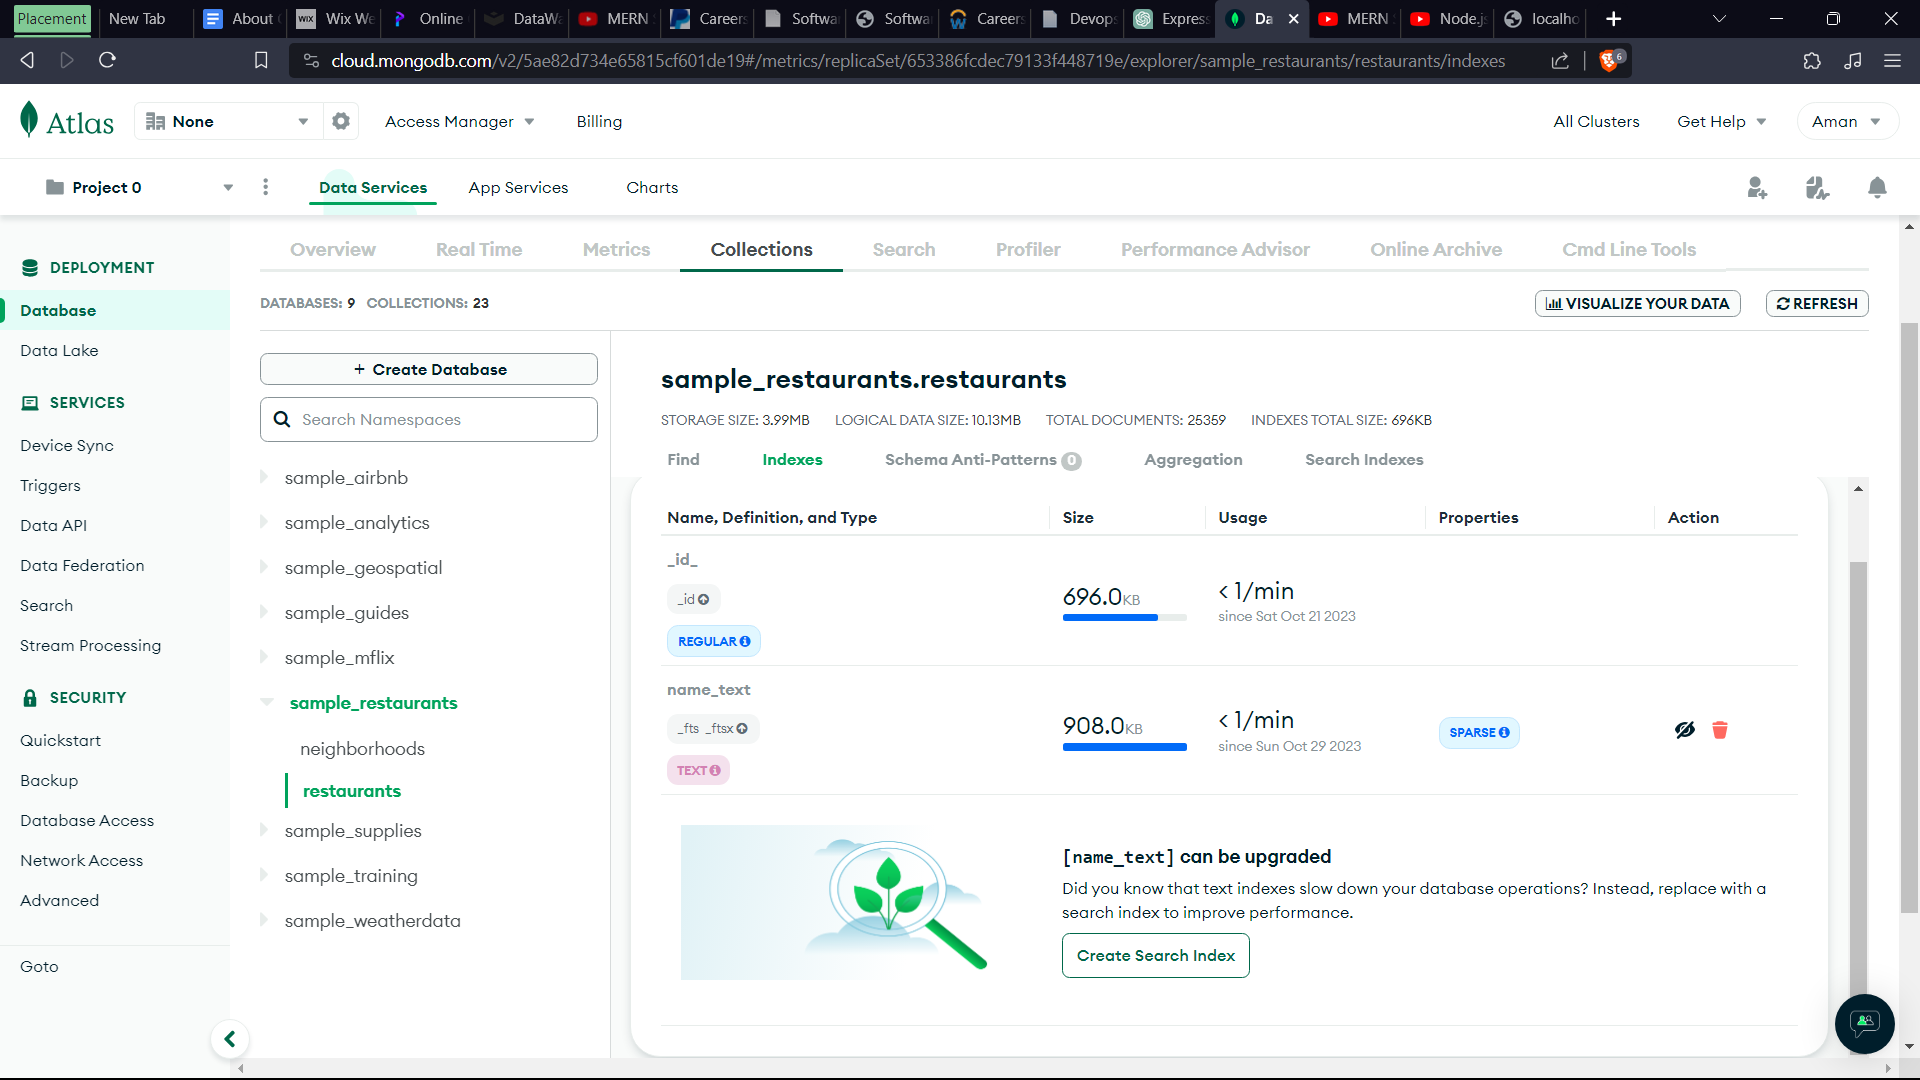 Placement New Tab About Wix We Online DataWa MERN Careers Softwar Softwar Careers Devops Express Da MERN Node.js localho
cloud.mongodb.com/v2/5ae82d734e65815cf601de19#/metrics/replicaSet/653386fcdec79133f448719e/explorer/sample_restaurants/restaurants/indexes 6
Atlas None Access Manager Billing All Clusters Get Help Aman
Project 0 Data Services App Services Charts
DEPLOYMENT
Database
Data Lake
SERVICES
Device Sync
Triggers
Data API
Data Federation
Search
Stream Processing
SECURITY
Quickstart
Backup
Database Access
Network Access
Advanced
Goto
Overview Real Time Metrics Collections Search Profiler Performance Advisor Online Archive Cmd Line Tools
DATABASES: 9 COLLECTIONS: 23 VISUALIZE YOUR DATA REFRESH
+ Create Database
Search Namespaces
sample_airbnb
sample_analytics
sample_geospatial
sample_guides
sample_mflix
sample_restaurants
neighborhoods
restaurants
sample_supplies
sample_training
sample_weatherdata
sample_restaurants.restaurants
STORAGE SIZE: 3.99MB LOGICAL DATA SIZE: 10.13MB TOTAL DOCUMENTS: 25359 INDEXES TOTAL SIZE: 696KB
Find Indexes Schema Anti-Patterns 0 Aggregation Search Indexes
Name, Definition, and Type Size Usage Properties Action
_id_
_id
REGULAR
696.0KB
< 1/min
since Sat Oct 21 2023
name_text
_fts _ftsx
TEXT
908.0KB
< 1/min
since Sun Oct 29 2023
SPARSE
[name_text] can be upgraded
Did you know that text indexes slow down your database operations? Instead, replace with a
search index to improve performance.
Create Search Index